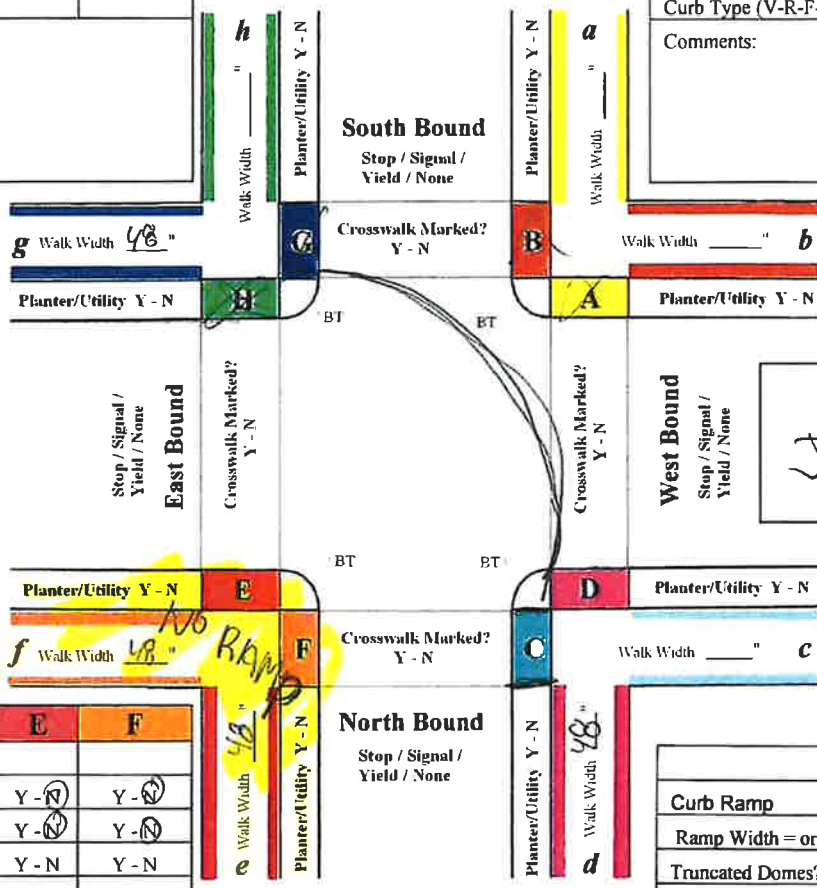 Curb Type (V-R-F-
Comments:
h
Walk Width ____ "
Planter/Utility Y - N
South Bound
Stop / Signal /
Yield / None
Planter/Utility Y - N
a
Walk Width ____ "
g Walk Width 48 "
G
Crosswalk Marked?
Y - N
B
Walk Width ____ " b
Planter/Utility Y - N
H
BT
BT
A
Planter/Utility Y - N
Stop / Signal /
Yield / None
East Bound
Crosswalk Marked?
Y - N
Crosswalk Marked?
Y - N
West Bound
Stop / Signal /
Yield / None
BT
BT
Planter/Utility Y - N
E
D
Planter/Utility Y - N
NO RAMP
f Walk Width 48 "
F
Crosswalk Marked?
Y - N
C
Walk Width ____ " c
E F
Walk Width 48 "
e
Planter/Utility Y - N
North Bound
Stop / Signal /
Yield / None
Planter/Utility Y - N
Walk Width 48 "
d
Y - N Y - N
Y - N Y - N
Y - N Y - N
Curb Ramp
Ramp Width = or
Truncated Domes?